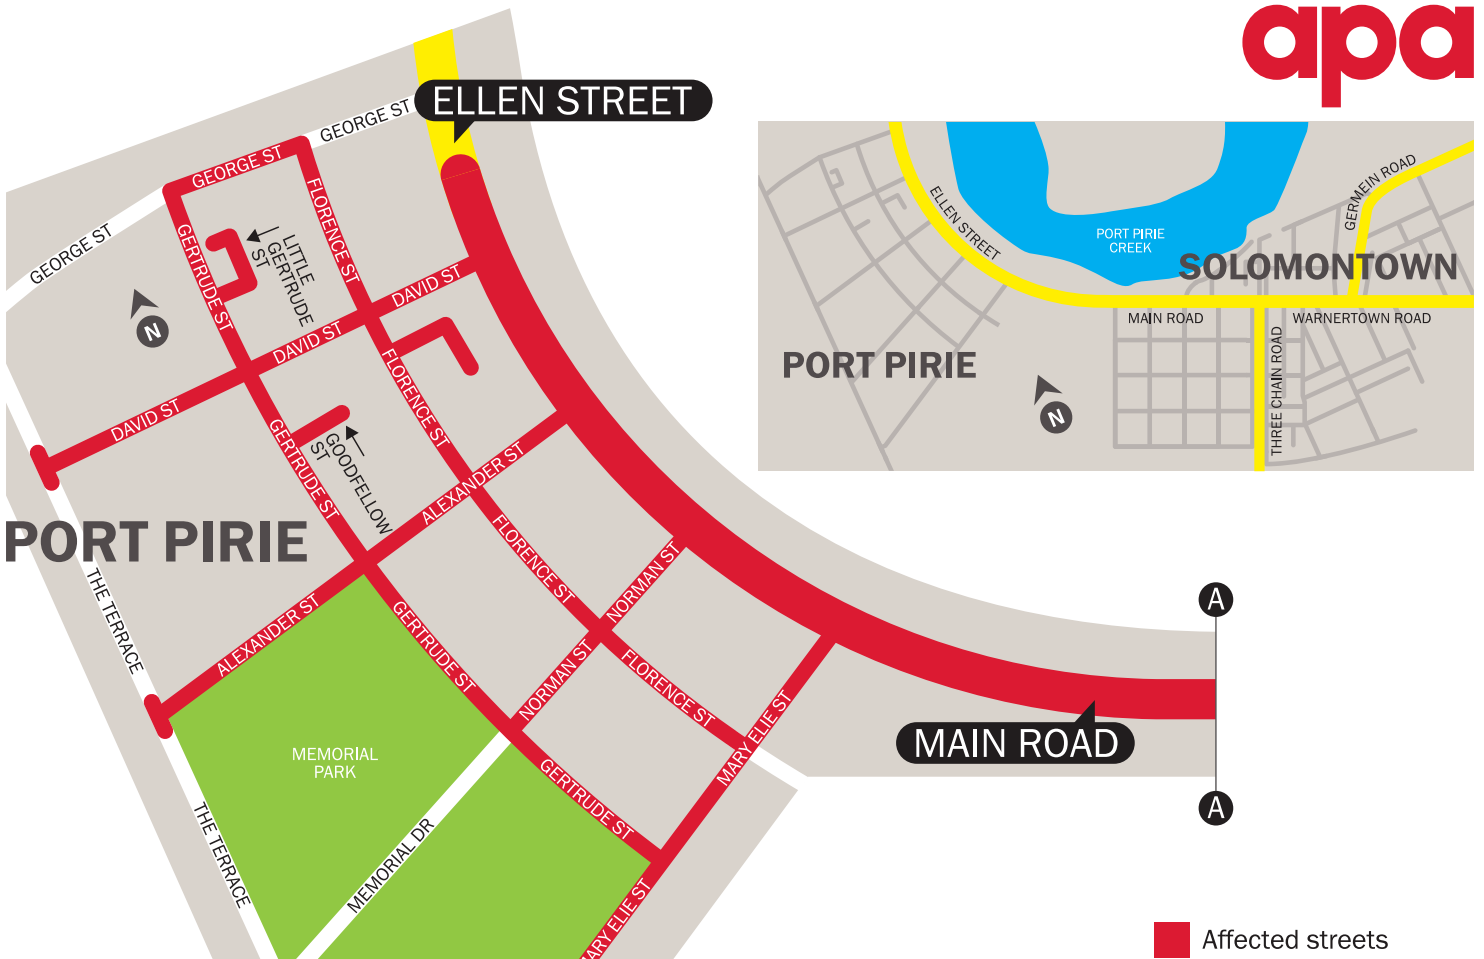 apa
ELLEN STREET
GEORGE ST
GEORGE ST
GEORGE ST
FLORENCE ST
GERTRUDE ST
LITTLE
GERTRUDE
ST
N
DAVID ST
DAVID ST
DAVID ST
FLORENCE ST
GERTRUDE ST
GOODFELLOW
ST
ALEXANDER ST
PORT PIRIE
THE TERRACE
ALEXANDER ST
FLORENCE ST
NORMAN ST
GERTRUDE ST
NORMAN ST
FLORENCE ST
MARY ELIE ST
MEMORIAL
PARK
GERTRUDE ST
THE TERRACE
MEMORIAL DR
ARY ELIE ST
MAIN ROAD
A
A
ELLEN STREET
PORT PIRIE
CREEK
GERMEIN ROAD
SOLOMONTOWN
MAIN ROAD
WARNERTOWN ROAD
THREE CHAIN ROAD
PORT PIRIE
N
Affected streets